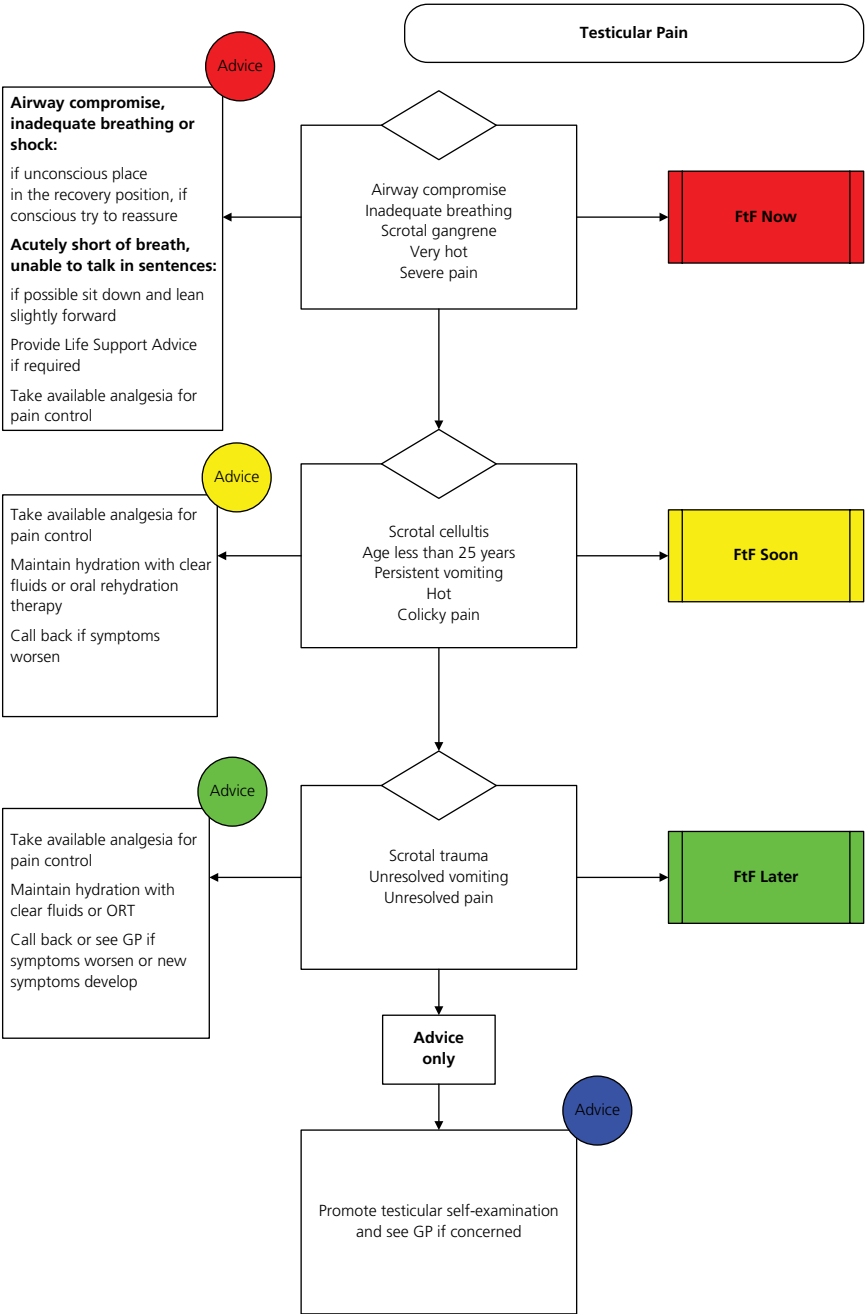 Testicular Pain
Advice
Airway compromise,
inadequate breathing or
shock:
if unconscious place
in the recovery position, if
conscious try to reassure
Acutely short of breath,
unable to talk in sentences:
if possible sit down and lean
slightly forward
Provide Life Support Advice
if required
Take available analgesia for
pain control
Airway compromise
Inadequate breathing
Scrotal gangrene
Very hot
Severe pain
FtF Now
Advice
Take available analgesia for
pain control
Maintain hydration with clear
fluids or oral rehydration
therapy
Call back if symptoms
worsen
Scrotal cellultis
Age less than 25 years
Persistent vomiting
Hot
Colicky pain
FtF Soon
Advice
Take available analgesia for
pain control
Maintain hydration with
clear fluids or ORT
Call back or see GP if
symptoms worsen or new
symptoms develop
Scrotal trauma
Unresolved vomiting
Unresolved pain
FtF Later
Advice
only
Advice
Promote testicular self-examination
and see GP if concerned